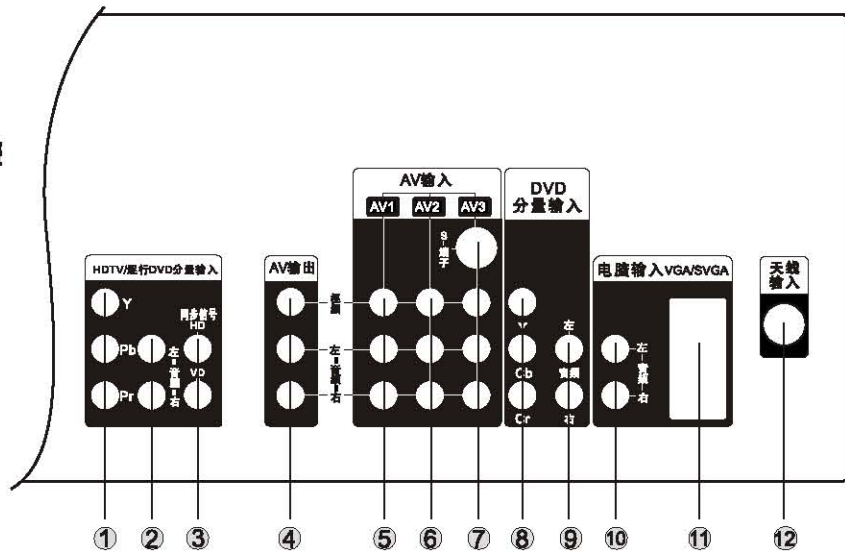 AV输入
AV1 AV2 AV3
S-端子
DVD
分量输入
HDTV/逐行DVD分量输入
Y
Pb
Pr
左-音频-右
同步信号
HD
VD
AV输出
视频
左-音频-右
Y
Cb
Cr
左
音频
右
电脑输入VGA/SVGA
左-音频-右
天线
输入
① ② ③ ④ ⑤ ⑥ ⑦ ⑧ ⑨ ⑩ ⑪ ⑫